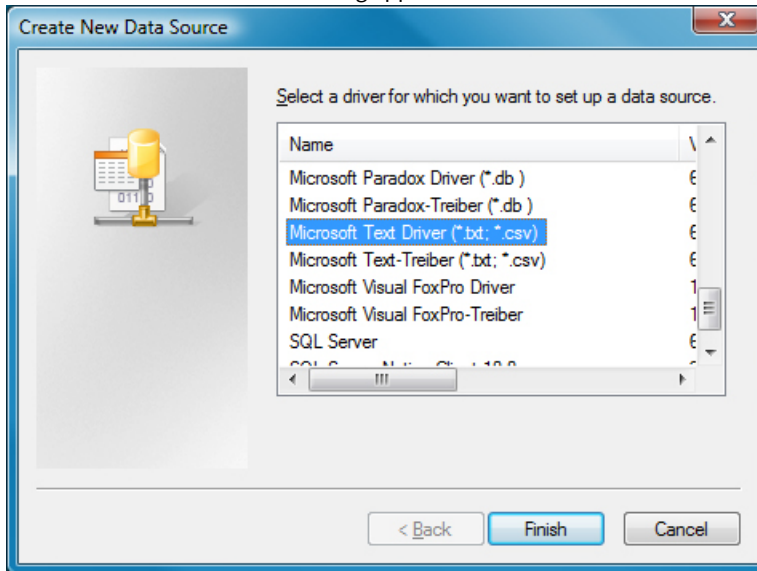 Create New Data Source
Select a driver for which you want to set up a data source.
Name
Microsoft Paradox Driver (*.db )
Microsoft Paradox-Treiber (*.db )
Microsoft Text Driver (*.txt; *.csv)
Microsoft Text-Treiber (*.txt; *.csv)
Microsoft Visual FoxPro Driver
Microsoft Visual FoxPro-Treiber
SQL Server
< Back
Finish
Cancel